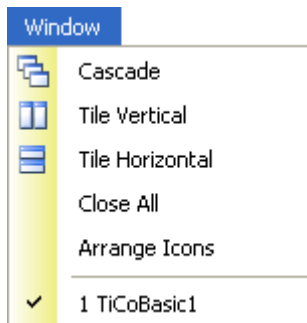 Window
Cascade
Tile Vertical
Tile Horizontal
Close All
Arrange Icons
1 TiCoBasic1